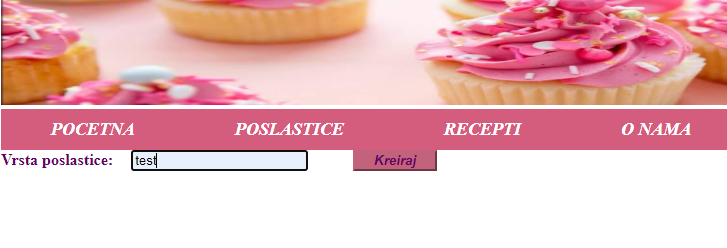 POCETNA POSLASTICE RECEPTI O NAMA
Vrsta poslastice: test Kreiraj